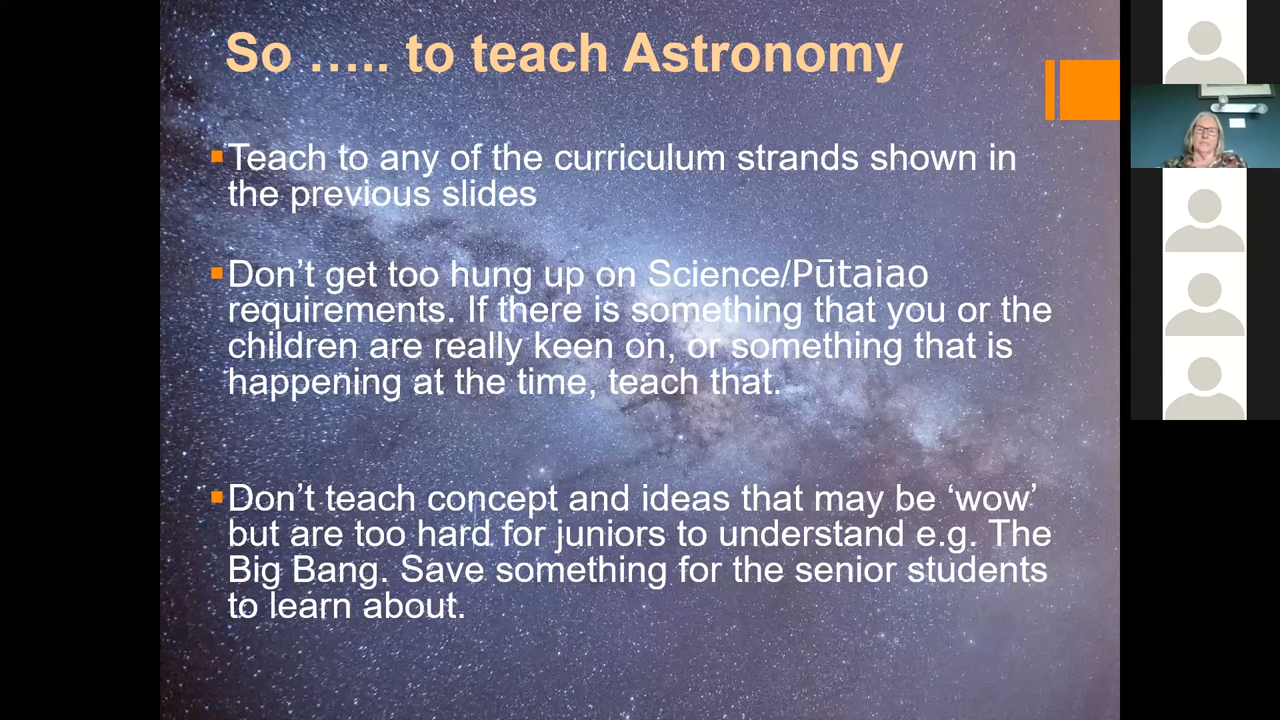 So ….. to teach Astronomy
Teach to any of the curriculum strands shown in
the previous slides
Don’t get too hung up on Science/Pūtaiao
requirements. If there is something that you or the
children are really keen on, or something that is
happening at the time, teach that.
Don’t teach concept and ideas that may be ‘wow’
but are too hard for juniors to understand e.g. The
Big Bang. Save something for the senior students
to learn about.